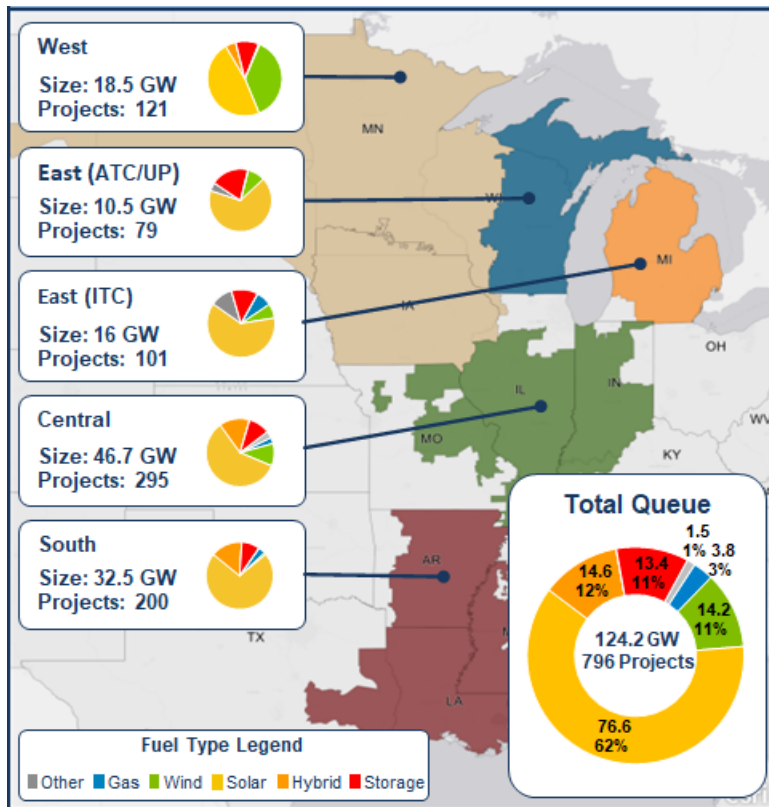 West
Size: 18.5 GW
Projects: 121
East (ATC/UP)
Size: 10.5 GW
Projects: 79
East (ITC)
Size: 16 GW
Projects: 101
Central
Size: 46.7 GW
Projects: 295
South
Size: 32.5 GW
Projects: 200
MN
WI
MI
IA
OH
IL
IN
MO
WV
KY
AR
TX
LA
Total Queue
1.5
1%
3.8
3%
14.6
12%
13.4
11%
14.2
11%
124.2 GW
796 Projects
76.6
62%
Fuel Type Legend
Other Gas Wind Solar Hybrid Storage